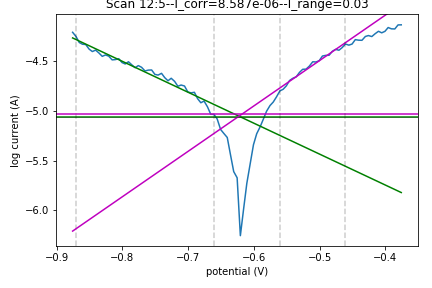 Scan 12:5--I_corr=8.587e-06--I_range=0.03
−4.5
−5.0
−5.5
−6.0
log current (A)
−0.9 −0.8 −0.7 −0.6 −0.5 −0.4
potential (V)